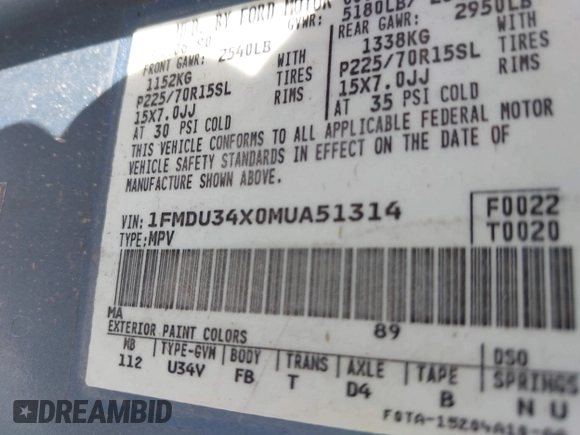 MFD. BY FORD MOTOR
GVWR: 5180LB/
FRONT GAWR: 2540LB
REAR GAWR: 2950LB
1152KG WITH 1338KG WITH
P225/70R15SL TIRES P225/70R15SL TIRES
15X7.0JJ RIMS 15X7.0JJ RIMS
AT 30 PSI COLD AT 35 PSI COLD
THIS VEHICLE CONFORMS TO ALL APPLICABLE FEDERAL MOTOR
VEHICLE SAFETY STANDARDS IN EFFECT ON THE DATE OF
MANUFACTURE SHOWN ABOVE.
VIN: 1FMDU34X0MUA51314 F0022
TYPE: MPV T0020
MA 89
EXTERIOR PAINT COLORS DSO
WB TYPE-GVM BODY TRANS AXLE TAPE SPRINGS
112 U34V FB T D4 B N U
DREAMBID